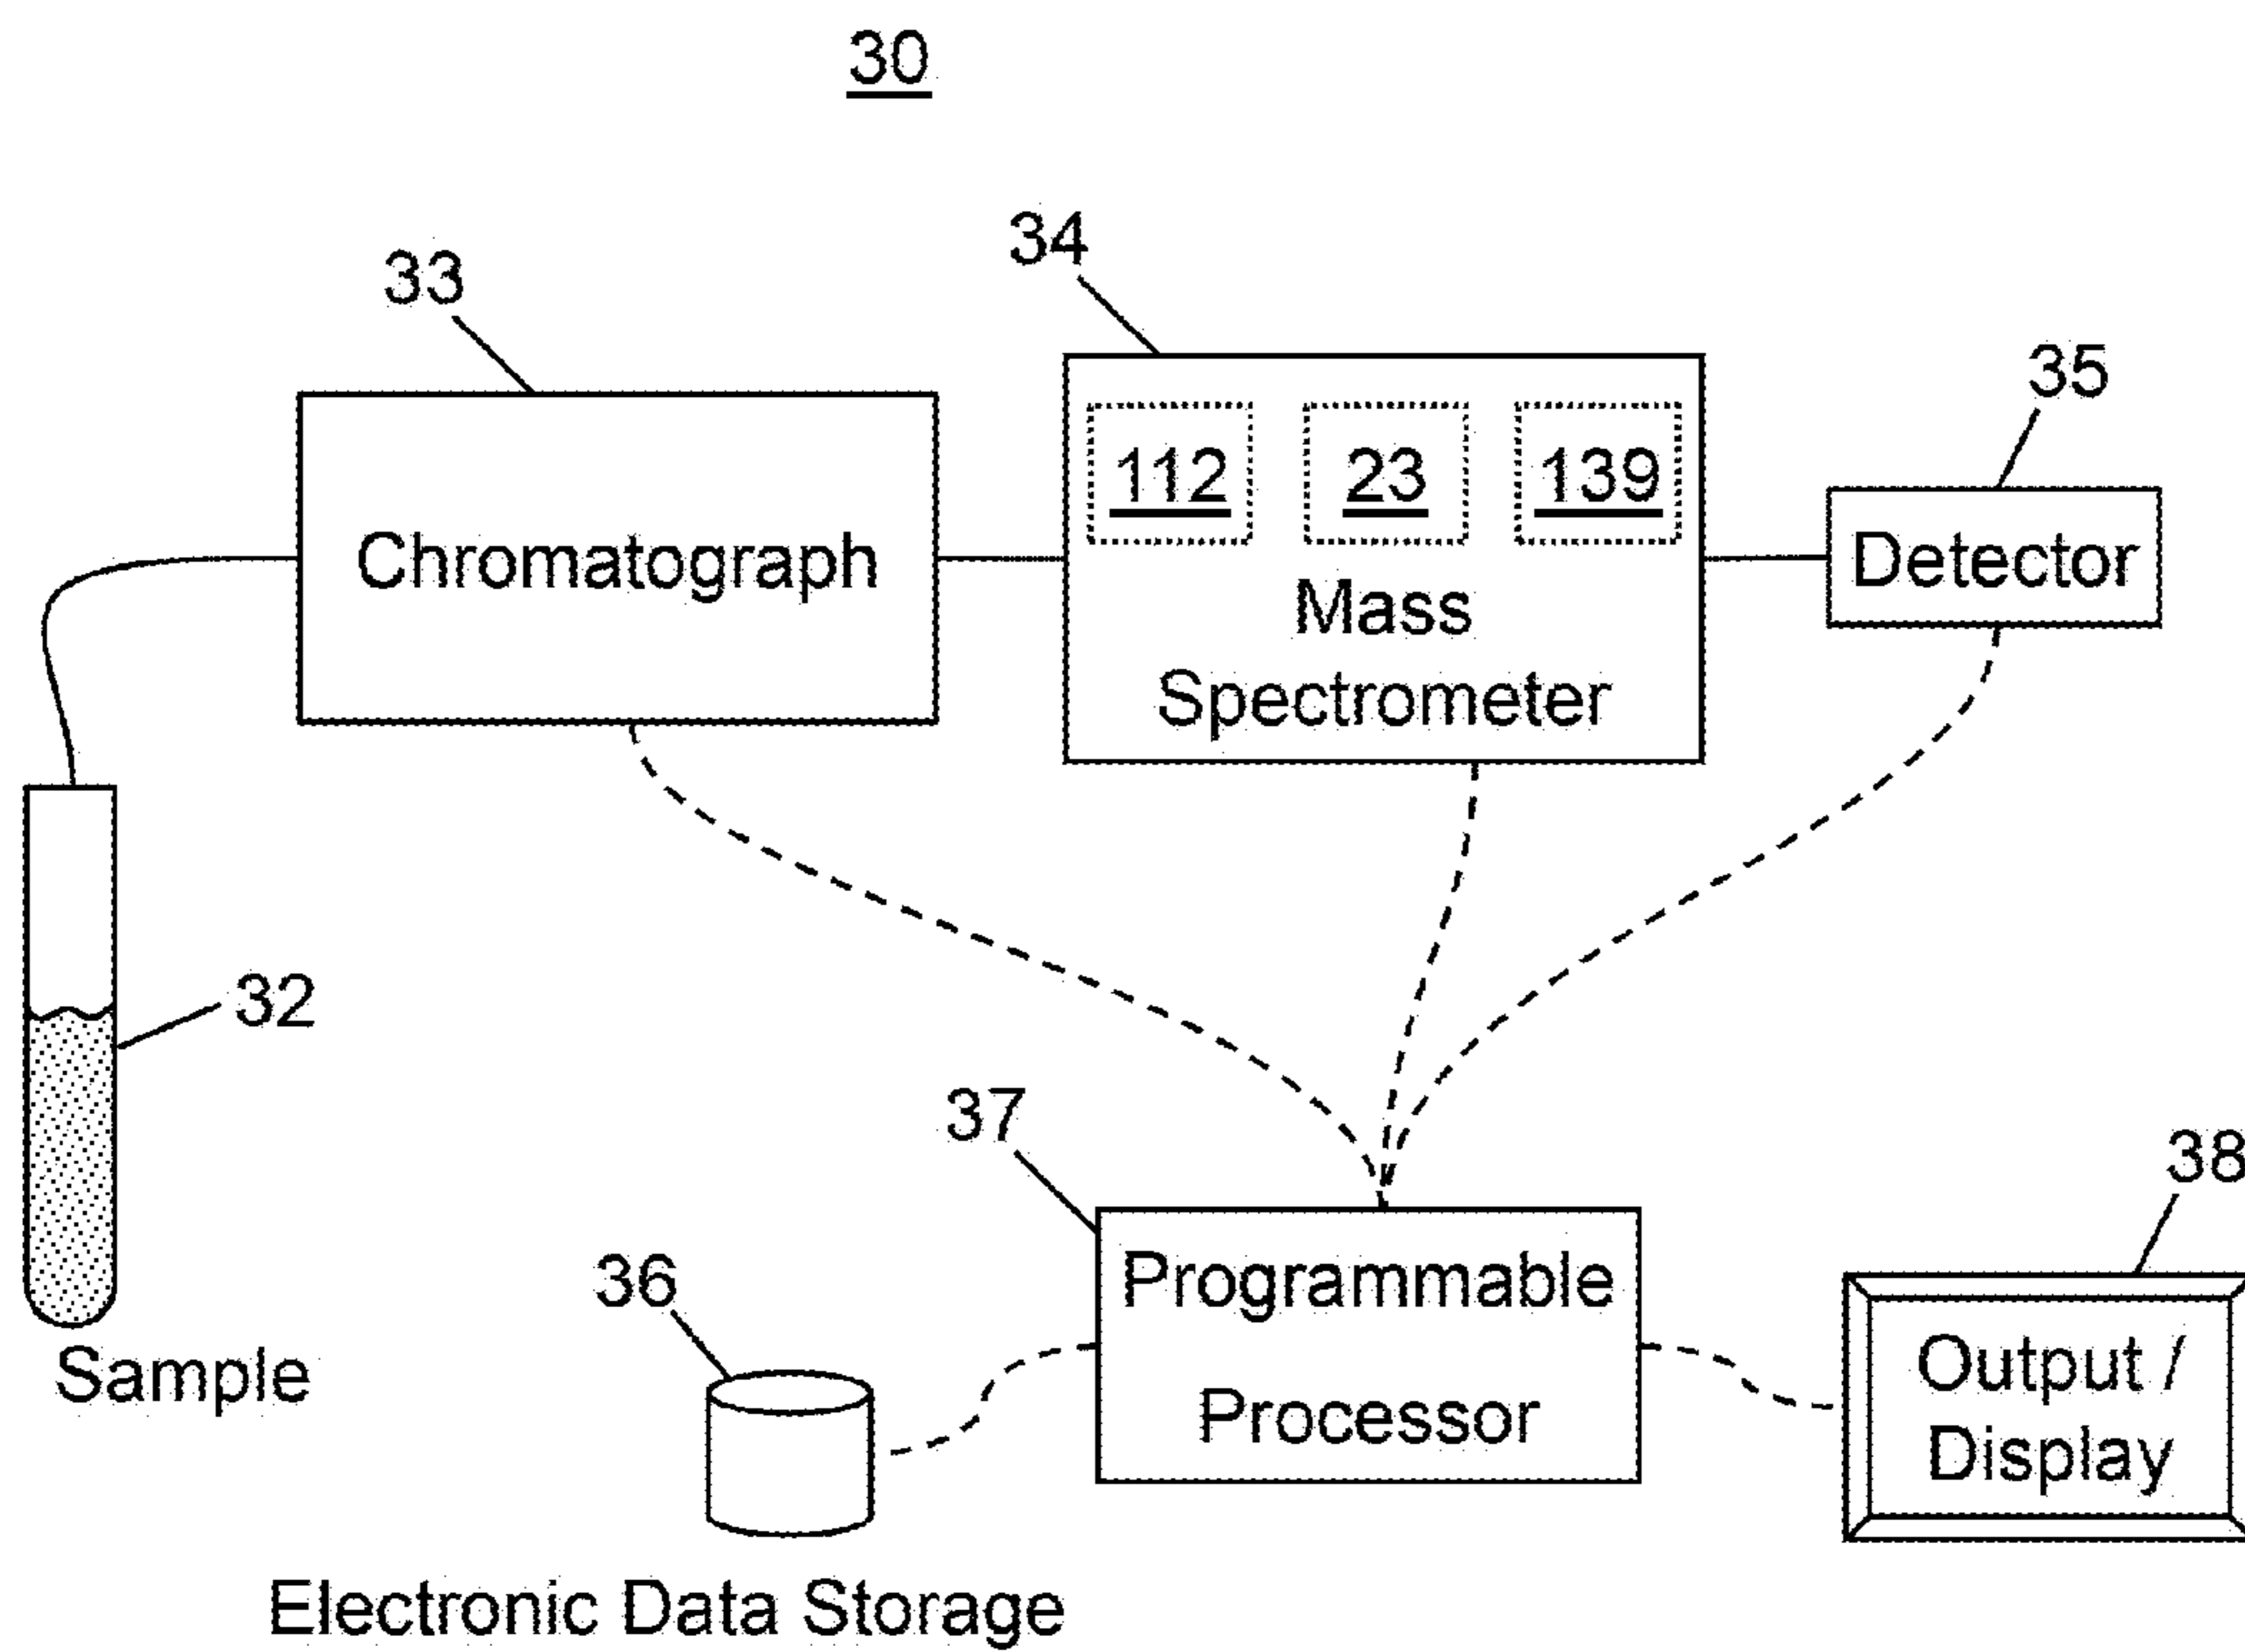 30
33
34
35
112 23 139
Chromatograph
Mass
Spectrometer
Detector
32
Sample
37
38
36
Programmable
Processor
Output /
Display
Electronic Data Storage